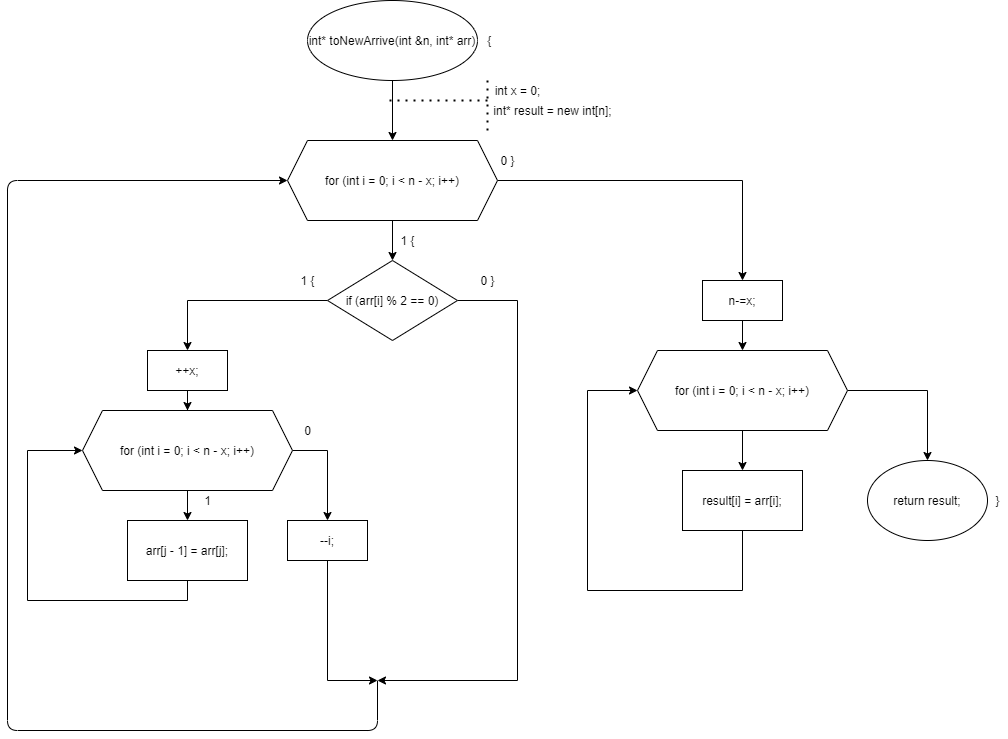 int* toNewArrive(int &n, int* arr)
{
int x = 0;
int* result = new int[n];
for (int i = 0; i < n - x; i++)
0 }
1 {
if (arr[i] % 2 == 0)
1 {
0 }
++x;
for (int i = 0; i < n - x; i++)
0
1
arr[j - 1] = arr[j];
--i;
n-=x;
for (int i = 0; i < n - x; i++)
result[i] = arr[i];
return result;
}